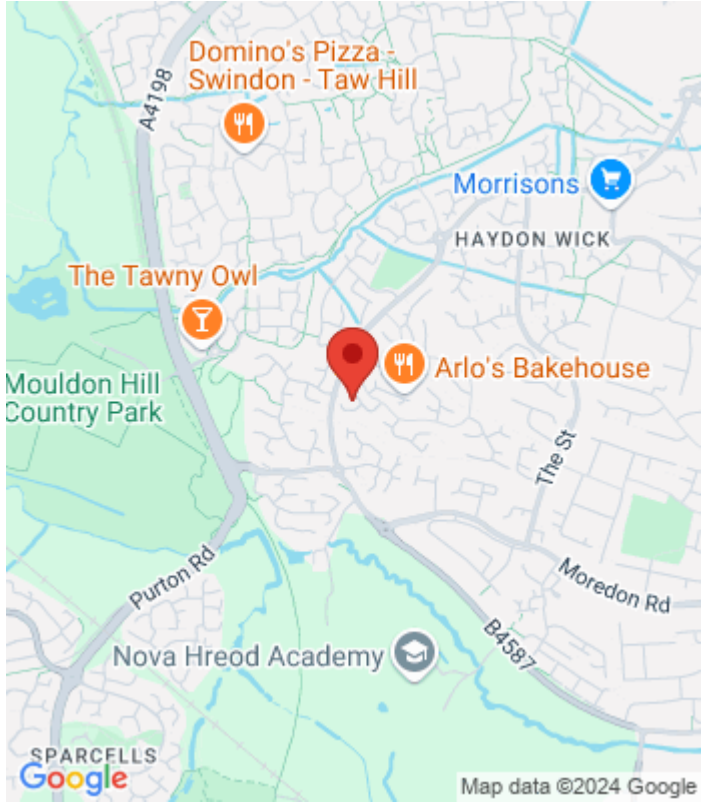 Domino's Pizza -
Swindon - Taw Hill
A4198
Morrisons
HAYDON WICK
The Tawny Owl
Arlo's Bakehouse
Mouldon Hill
Country Park
The St
Purton Rd
Moredon Rd
B4587
Nova Hreod Academy
SPARCELLS
Google
Map data ©2024 Google